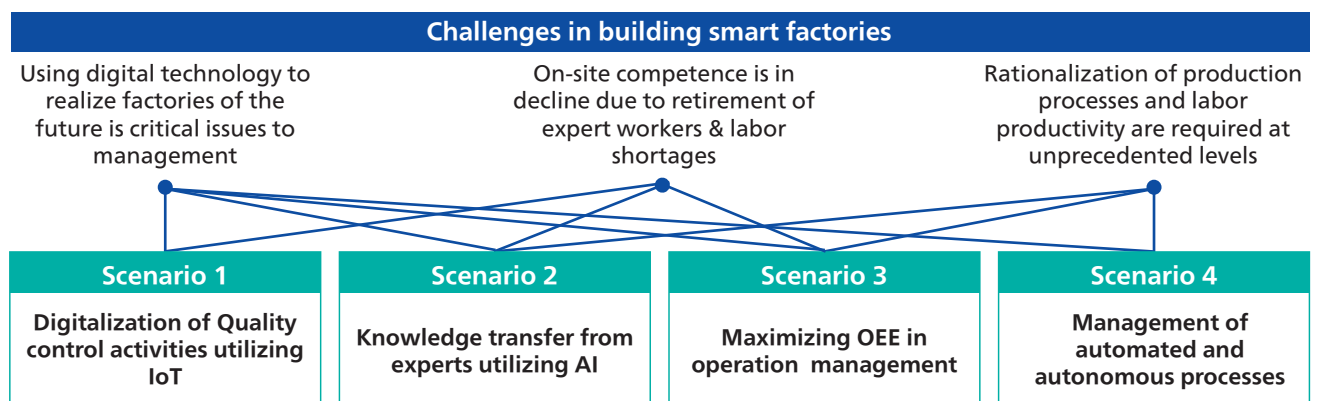 Challenges in building smart factories
Using digital technology to
realize factories of the
future is critical issues to
management
On-site competence is in
decline due to retirement of
expert workers & labor
shortages
Rationalization of production
processes and labor
productivity are required at
unprecedented levels
Scenario 1
Digitalization of Quality
control activities utilizing
IoT
Scenario 2
Knowledge transfer from
experts utilizing AI
Scenario 3
Maximizing OEE in
operation management
Scenario 4
Management of
automated and
autonomous processes